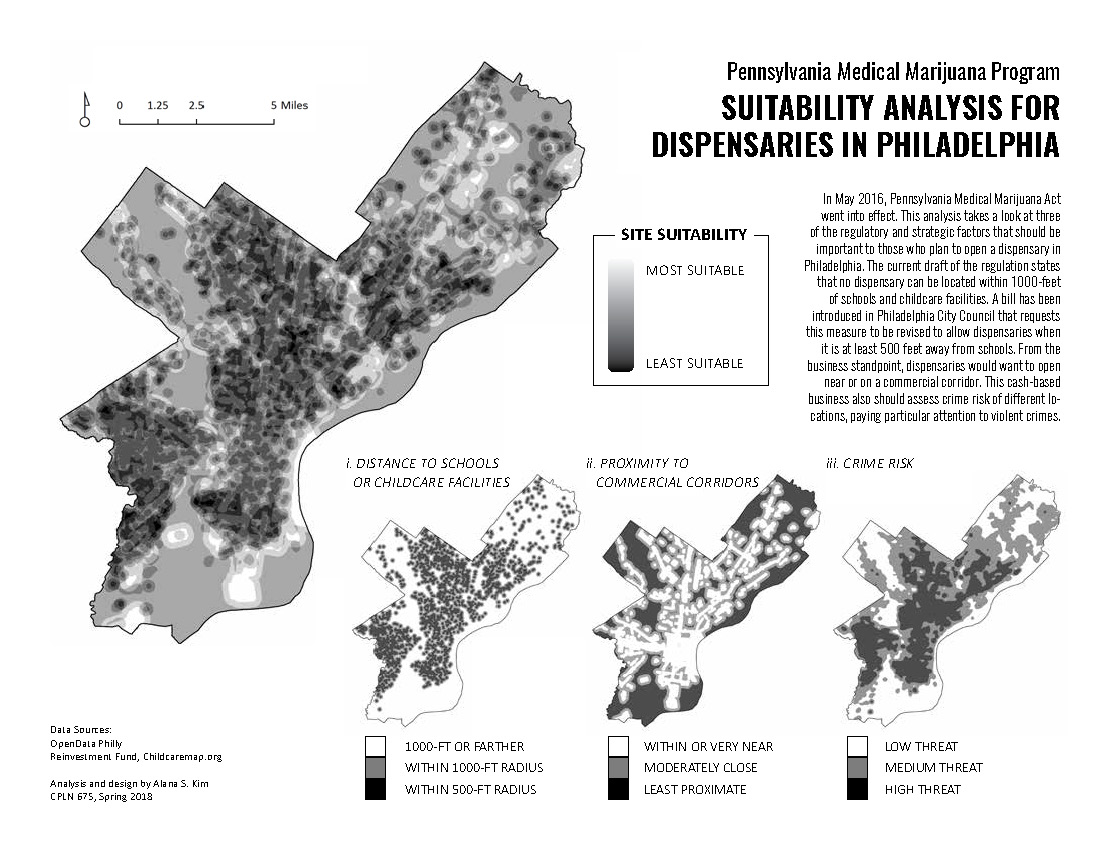 0 1.25 2.5 5 Miles
Pennsylvania Medical Marijuana Program
SUITABILITY ANALYSIS FOR
DISPENSARIES IN PHILADELPHIA
In May 2016, Pennsylvania Medical Marijuana Act
went into effect. This analysis takes a look at three
of the regulatory and strategic factors that should be
important to those who plan to open a dispensary in
Philadelphia. The current draft of the regulation states
that no dispensary can be located within 1000-feet
of schools and childcare facilities. A bill has been
introduced in Philadelphia City Council that requests
this measure to be revised to allow dispensaries when
it is at least 500 feet away from schools. From the
business standpoint, dispensaries would want to open
near or on a commercial corridor. This cash-based
business also should assess crime risk of different lo-
cations, paying particular attention to violent crimes.
SITE SUITABILITY
MOST SUITABLE
LEAST SUITABLE
i. DISTANCE TO SCHOOLS
OR CHILDCARE FACILITIES
ii. PROXIMITY TO
COMMERCIAL CORRIDORS
iii. CRIME RISK
1000-FT OR FARTHER
WITHIN 1000-FT RADIUS
WITHIN 500-FT RADIUS
WITHIN OR VERY NEAR
MODERATELY CLOSE
LEAST PROXIMATE
LOW THREAT
MEDIUM THREAT
HIGH THREAT
Data Sources:
OpenData Philly
Reinvestment Fund, Childcaremap.org
Analysis and design by Alana S. Kim
CPLN 675, Spring 2018